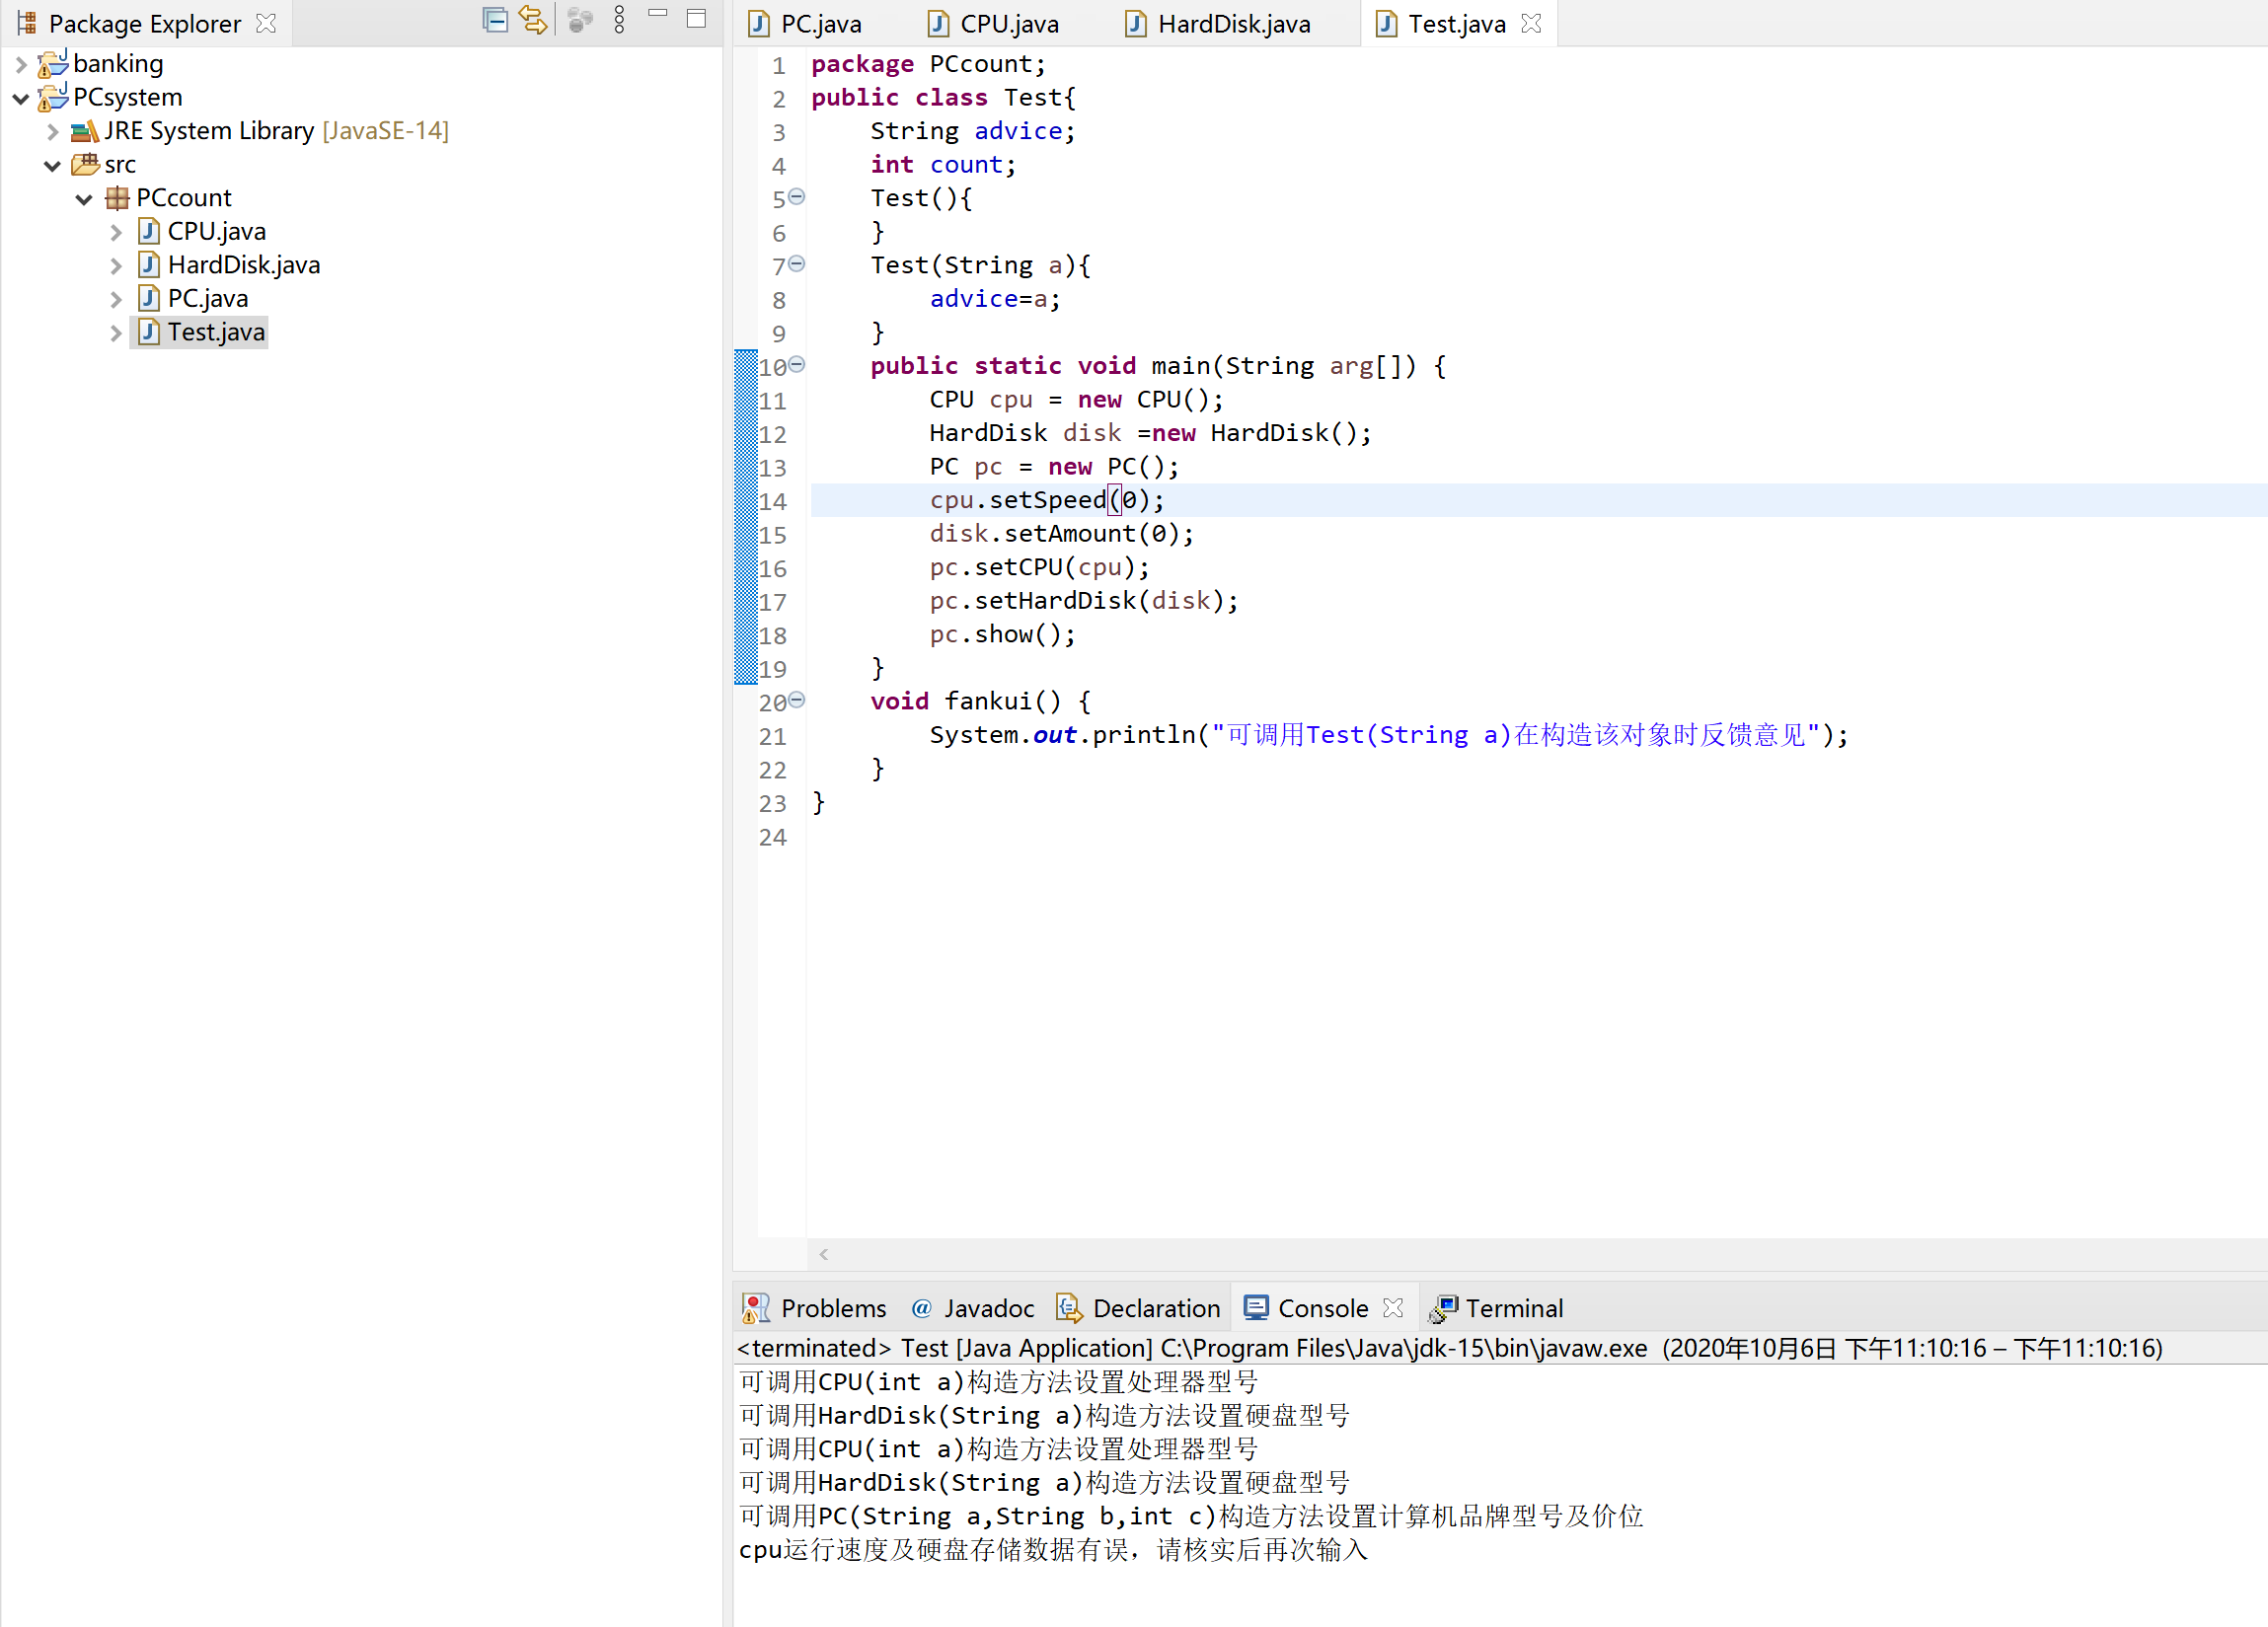 Package Explorer
banking
PCsystem
JRE System Library [JavaSE-14]
src
PCcount
CPU.java
HardDisk.java
PC.java
Test.java
PC.java CPU.java HardDisk.java Test.java
1 package PCcount;
2 public class Test{
3 String advice;
4 int count;
5 Test(){
6 }
7 Test(String a){
8 advice=a;
9 }
10 public static void main(String arg[]) {
11 CPU cpu = new CPU();
12 HardDisk disk =new HardDisk();
13 PC pc = new PC();
14 cpu.setSpeed(0);
15 disk.setAmount(0);
16 pc.setCPU(cpu);
17 pc.setHardDisk(disk);
18 pc.show();
19 }
20 void fankui() {
21 System.out.println("可调用Test(String a)在构造该对象时反馈意见");
22 }
23 }
24
Problems @ Javadoc Declaration Console Terminal
<terminated> Test [Java Application] C:\Program Files\Java\jdk-15\bin\javaw.exe (2020年10月6日 下午11:10:16 – 下午11:10:16)
可调用CPU(int a)构造方法设置处理器型号
可调用HardDisk(String a)构造方法设置硬盘型号
可调用CPU(int a)构造方法设置处理器型号
可调用HardDisk(String a)构造方法设置硬盘型号
可调用PC(String a,String b,int c)构造方法设置计算机品牌型号及价位
cpu运行速度及硬盘存储数据有误，请核实后再次输入